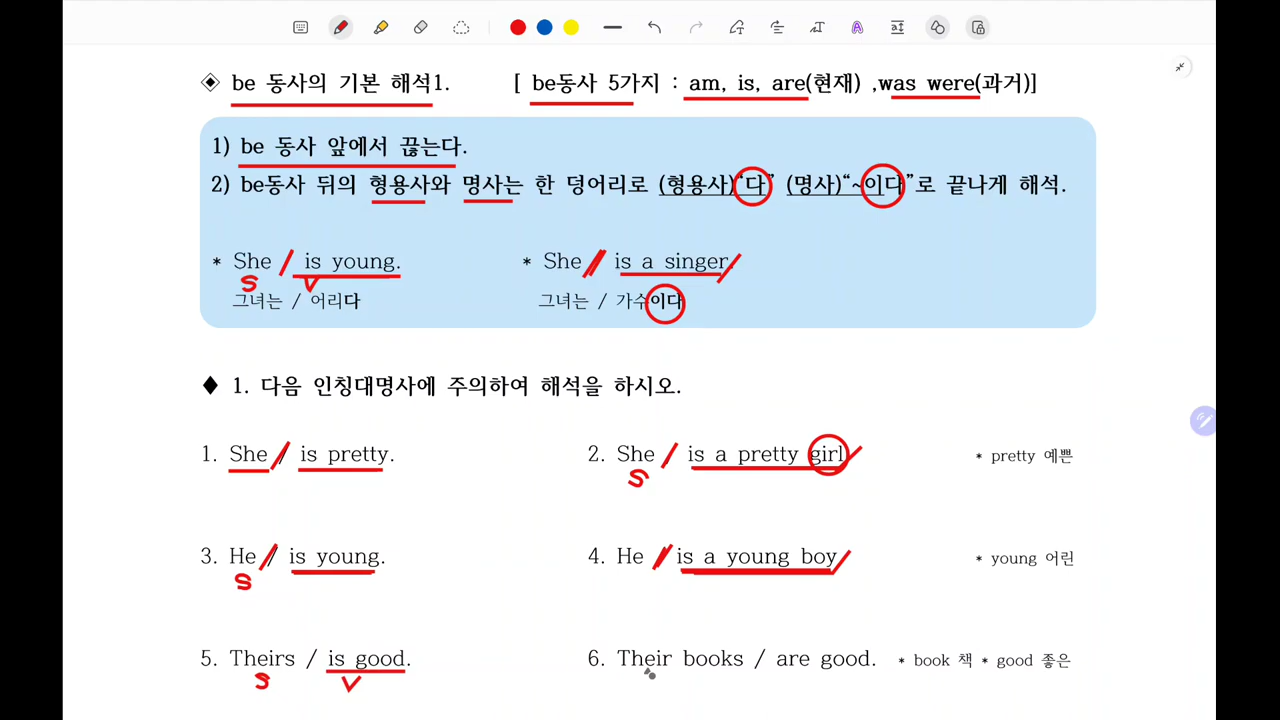 ◈ be 동사의 기본 해석1. [ be동사 5가지 : am, is, are(현재) ,was were(과거)]
1) be 동사 앞에서 끊는다.
2) be동사 뒤의 형용사와 명사는 한 덩어리로 (형용사)“다” (명사)“~이다”로 끝나게 해석.
* She / is young. * She / is a singer.
S V
그녀는 / 어리다 그녀는 / 가수이다
◆ 1. 다음 인칭대명사에 주의하여 해석을 하시오.
1. She / is pretty. 2. She / is a pretty girl. * pretty 예쁜
S
3. He / is young. 4. He / is a young boy. * young 어린
S
5. Theirs / is good. 6. Their books / are good. * book 책 * good 좋은
S V